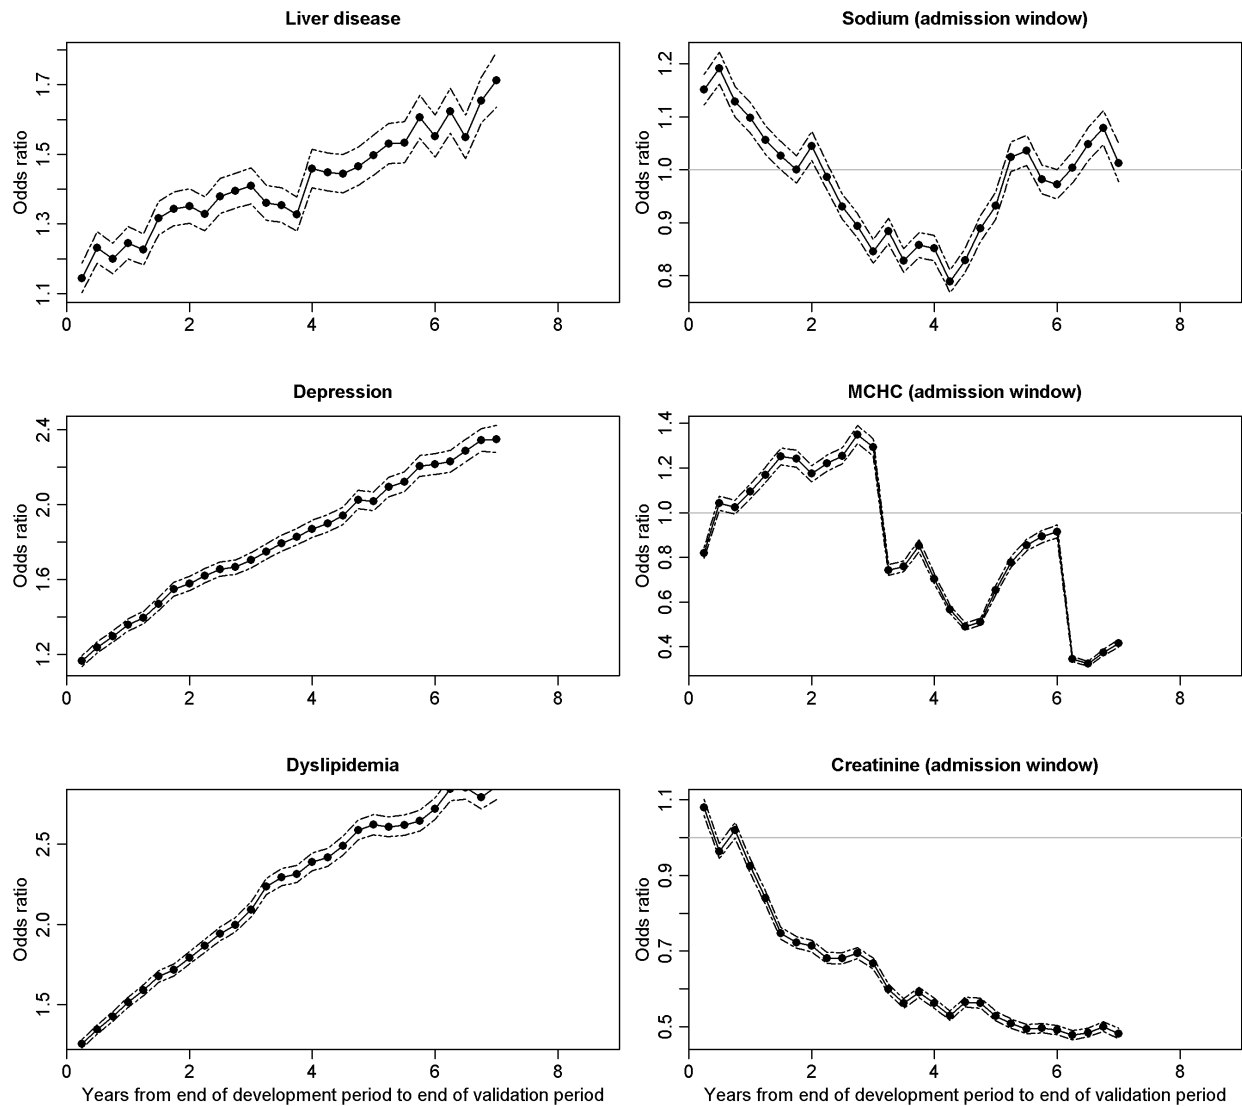 Liver disease
Odds ratio
1.1 1.3 1.5 1.7
0 2 4 6 8
Sodium (admission window)
Odds ratio
0.8 0.9 1.0 1.1 1.2
0 2 4 6 8
Depression
Odds ratio
1.2 1.6 2.0 2.4
0 2 4 6 8
MCHC (admission window)
Odds ratio
0.4 0.6 0.8 1.0 1.2 1.4
0 2 4 6 8
Dyslipidemia
Odds ratio
1.5 2.0 2.5
0 2 4 6 8
Years from end of development period to end of validation period
Creatinine (admission window)
Odds ratio
0.5 0.7 0.9 1.1
0 2 4 6 8
Years from end of development period to end of validation period